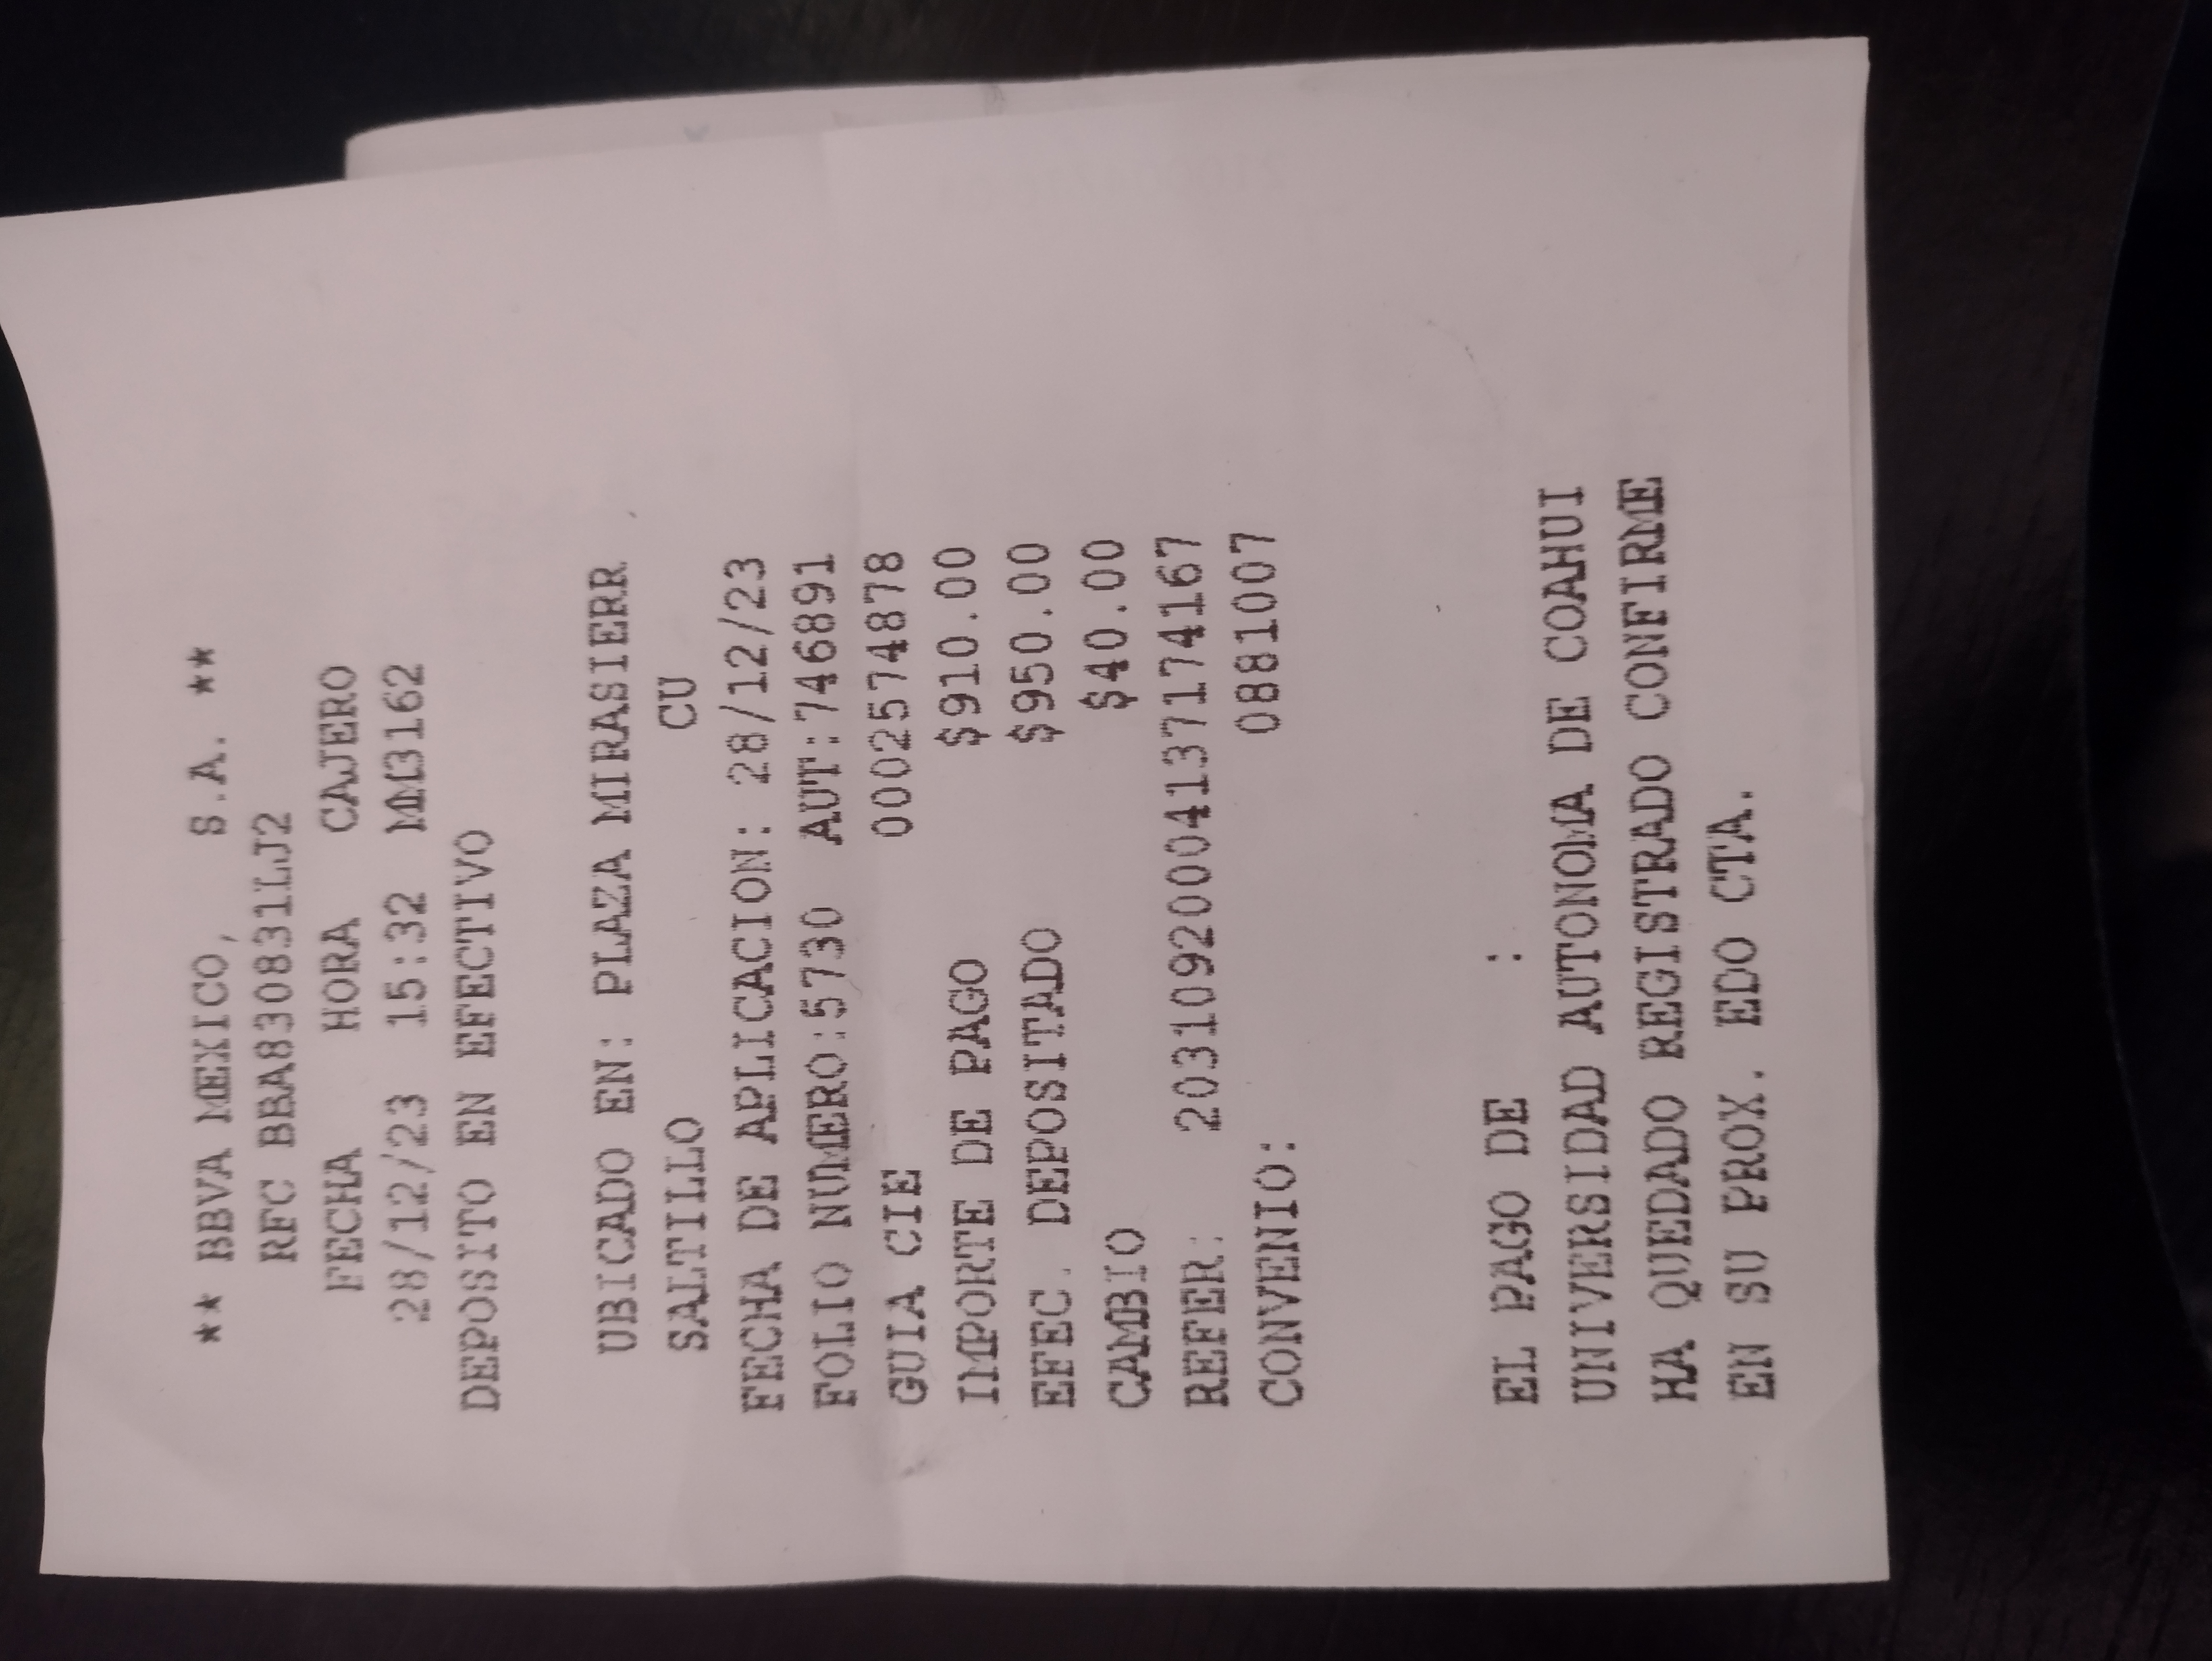 ** BBVA MEXICO, S.A. **
RFC BBA830831LJ2
FECHA HORA CAJERO
28/12/23 15:32 MM3162
DEPOSITO EN EFECTIVO
UBICADO EN: PLAZA MIRASIERR
SALTILLO CU
FECHA DE APLICACION: 28/12/23
FOLIO NUMERO:5730 AUT:746891
GUIA CIE 0002574878
IMPORTE DE PAGO $910.00
EFEC. DEPOSITADO $950.00
CAMBIO $40.00
REFER: 20310920004137174167
CONVENIO: 0881007
EL PAGO DE :
UNIVERSIDAD AUTONOMA DE COAHUI
HA QUEDADO REGISTRADO CONFIRME
EN SU PROX. EDO CTA.